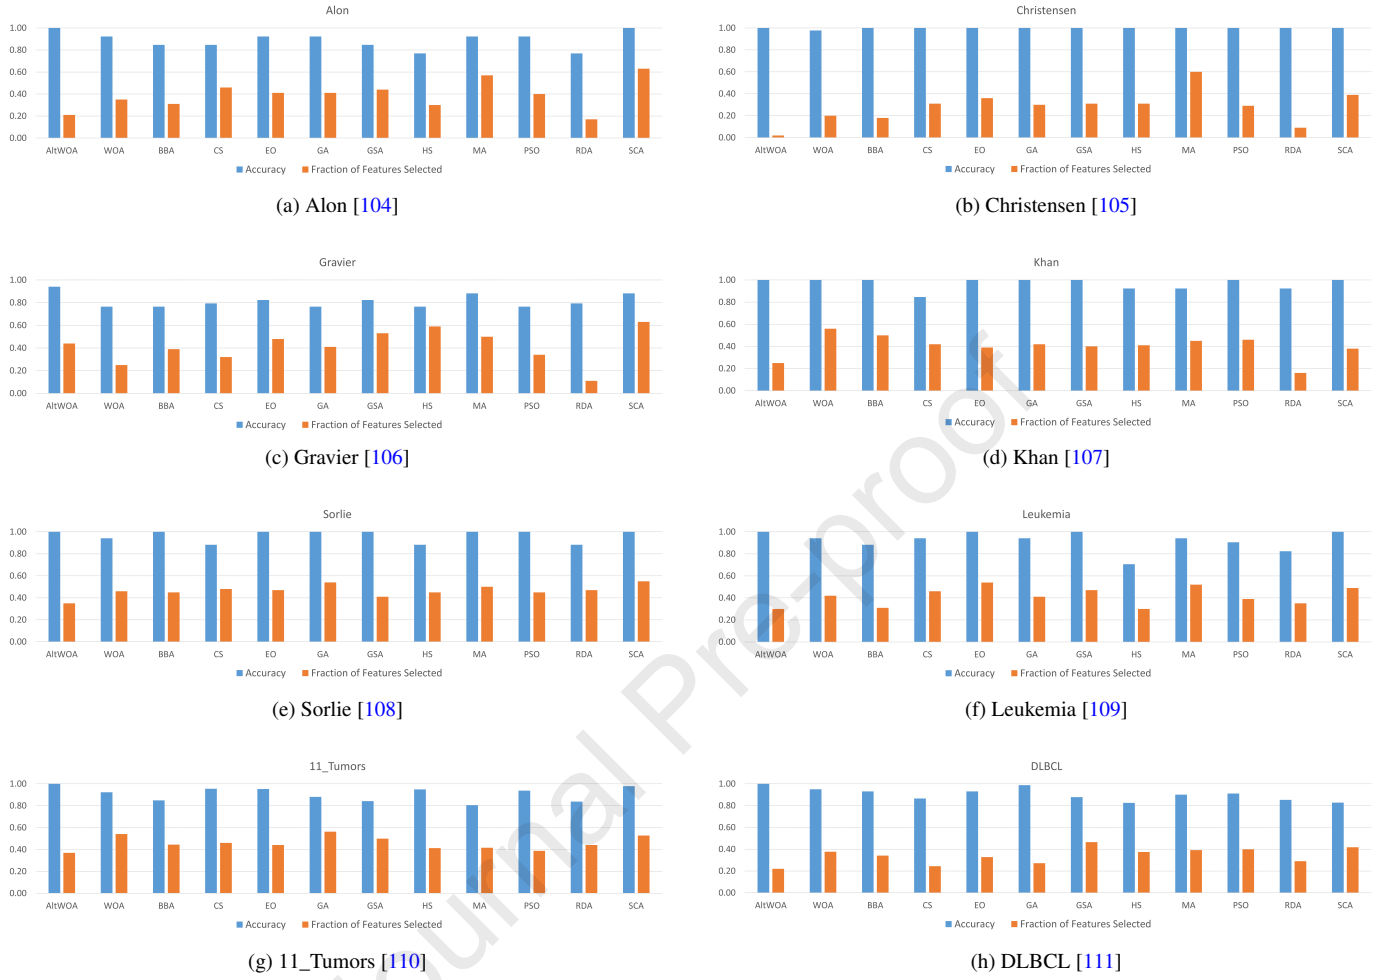 Alon
1.00
0.80
0.60
0.40
0.20
0.00
AltWOA WOA BBA CS EO GA GSA HS MA PSO RDA SCA
Accuracy Fraction of Features Selected
(a) Alon [104]
Christensen
1.00
0.80
0.60
0.40
0.20
0.00
AltWOA WOA BBA CS EO GA GSA HS MA PSO RDA SCA
Accuracy Fraction of Features Selected
(b) Christensen [105]
Gravier
1.00
0.80
0.60
0.40
0.20
0.00
AltWOA WOA BBA CS EO GA GSA HS MA PSO RDA SCA
Accuracy Fraction of Features Selected
(c) Gravier [106]
Khan
1.00
0.80
0.60
0.40
0.20
0.00
AltWOA WOA BBA CS EO GA GSA HS MA PSO RDA SCA
Accuracy Fraction of Features Selected
(d) Khan [107]
Sorlie
1.00
0.80
0.60
0.40
0.20
0.00
AltWOA WOA BBA CS EO GA GSA HS MA PSO RDA SCA
Accuracy Fraction of Features Selected
(e) Sorlie [108]
Leukemia
1.00
0.80
0.60
0.40
0.20
0.00
AltWOA WOA BBA CS EO GA GSA HS MA PSO RDA SCA
Accuracy Fraction of Features Selected
(f) Leukemia [109]
11_Tumors
1.00
0.80
0.60
0.40
0.20
0.00
AltWOA WOA BBA CS EO GA GSA HS MA PSO RDA SCA
Accuracy Fraction of Features Selected
(g) 11_Tumors [110]
DLBCL
1.00
0.80
0.60
0.40
0.20
0.00
AltWOA WOA BBA CS EO GA GSA HS MA PSO RDA SCA
Accuracy Fraction of Features Selected
(h) DLBCL [111]
Journal Pre-proof